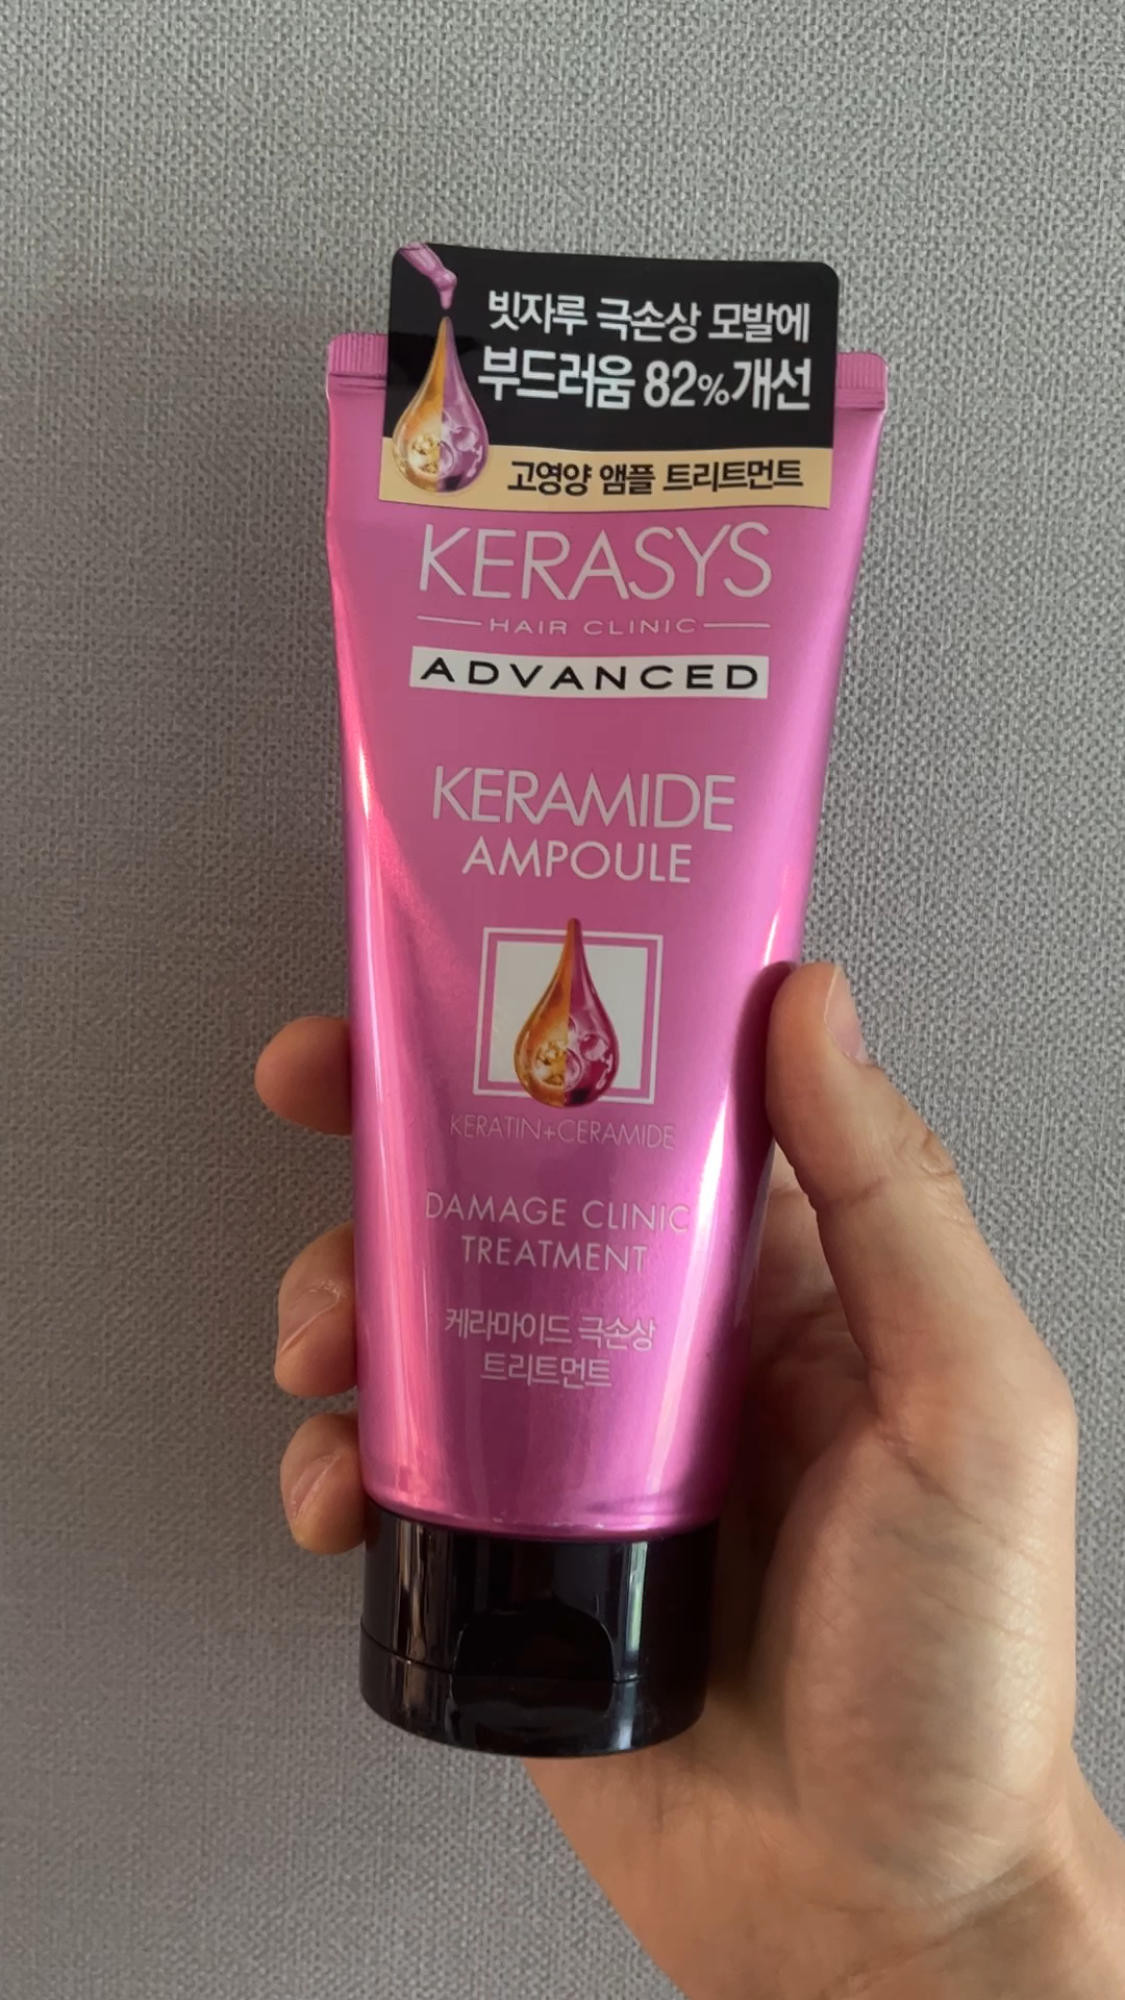 빗자루 극손상 모발에
부드러움 82%개선
고영양 앰플 트리트먼트
KERASYS
HAIR CLINIC
ADVANCED
KERAMIDE
AMPOULE
KERATIN+CERAMIDE
DAMAGE CLINIC
TREATMENT
케라마이드 극손상
트리트먼트